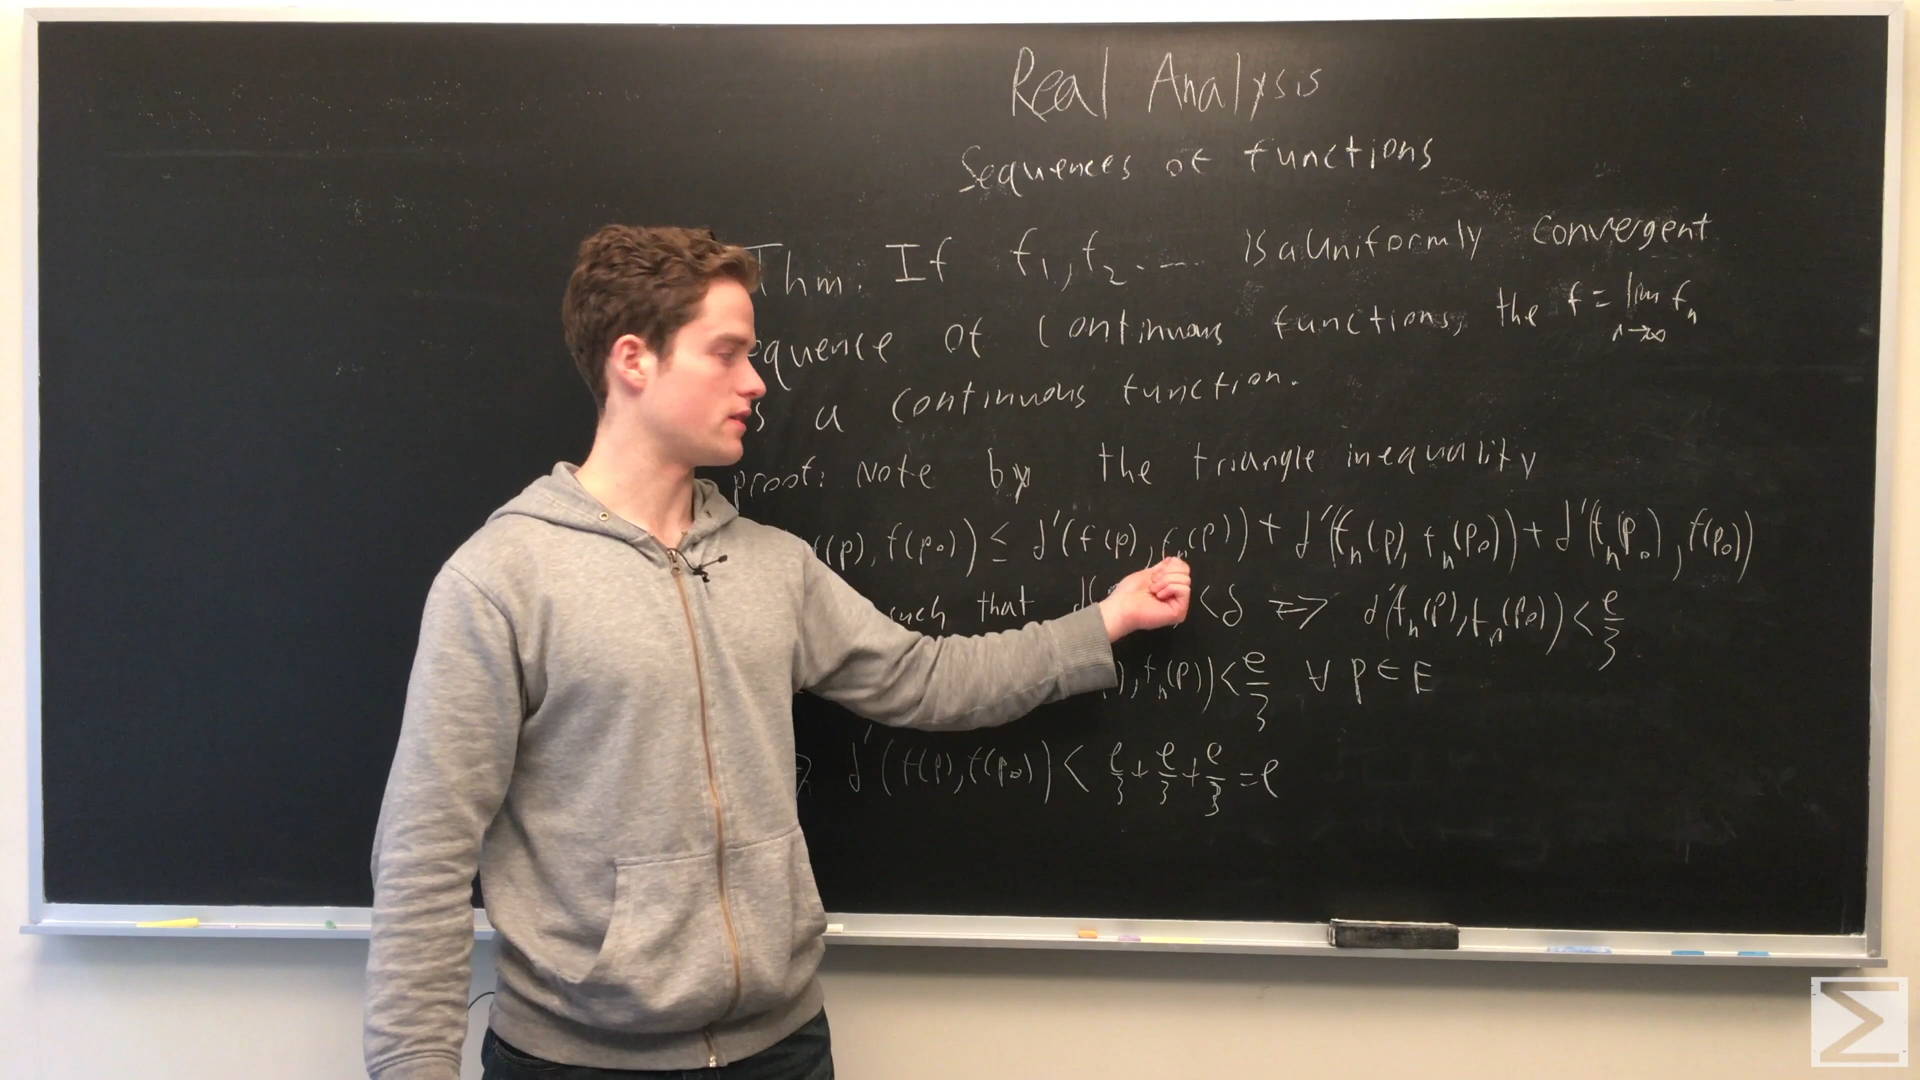 Real Analysis
Sequences of functions
Thm. If f₁, f₂ . -- is a Uniformly convergent
equence of continuous functions, the f = lim fₙ
n→∞
s a continuous function.
proof: Note by the triangle inequality
f(p), f(p₀)) ≤ d'(f(p), fₙ(p)) + d'(fₙ(p), fₙ(p₀)) + d'(fₙ(p₀), f(p₀))
such that d( < δ => d'(fₙ(p), fₙ(p₀)) < e/3
), fₙ(p)) < e/3 ∀ p ∈ E
d'(f(p), f(p₀)) < e/3 + e/3 + e/3 = e
Σ